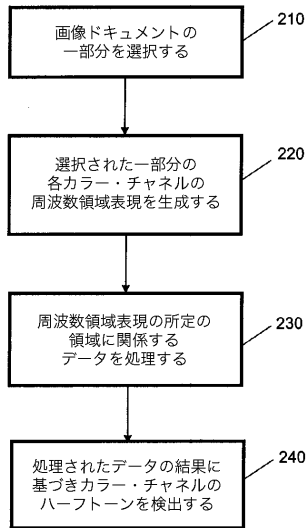 画像ドキュメントの
一部分を選択する
210
選択された一部分の
各カラー・チャネルの
周波数領域表現を生成する
220
周波数領域表現の所定の
領域に関係する
データを処理する
230
処理されたデータの結果に
基づきカラー・チャネルの
ハーフトーンを検出する
240